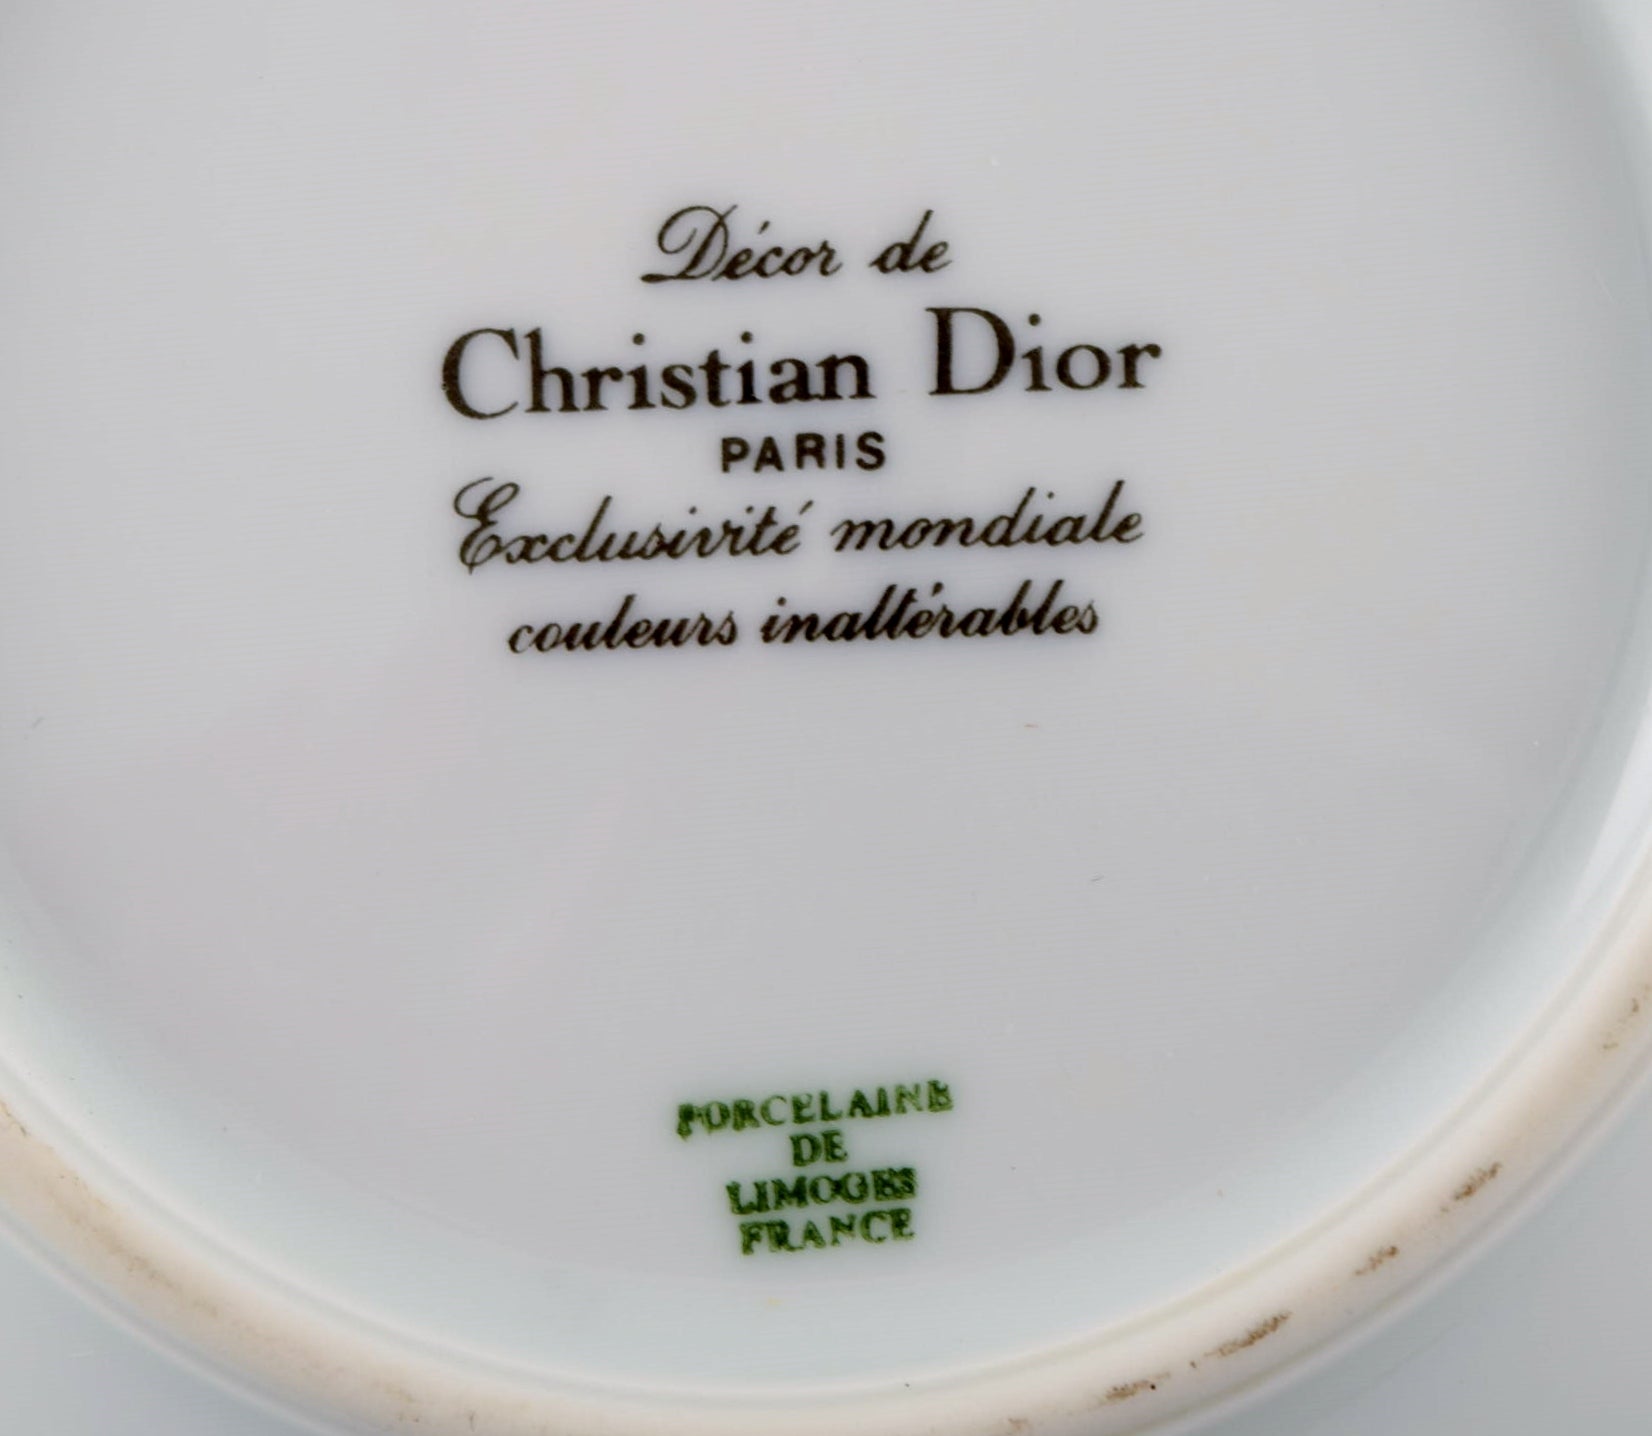 Décor de
Christian Dior
PARIS
Exclusivité mondiale
couleurs inaltérables
PORCELAINE
DE
LIMOGES
FRANCE